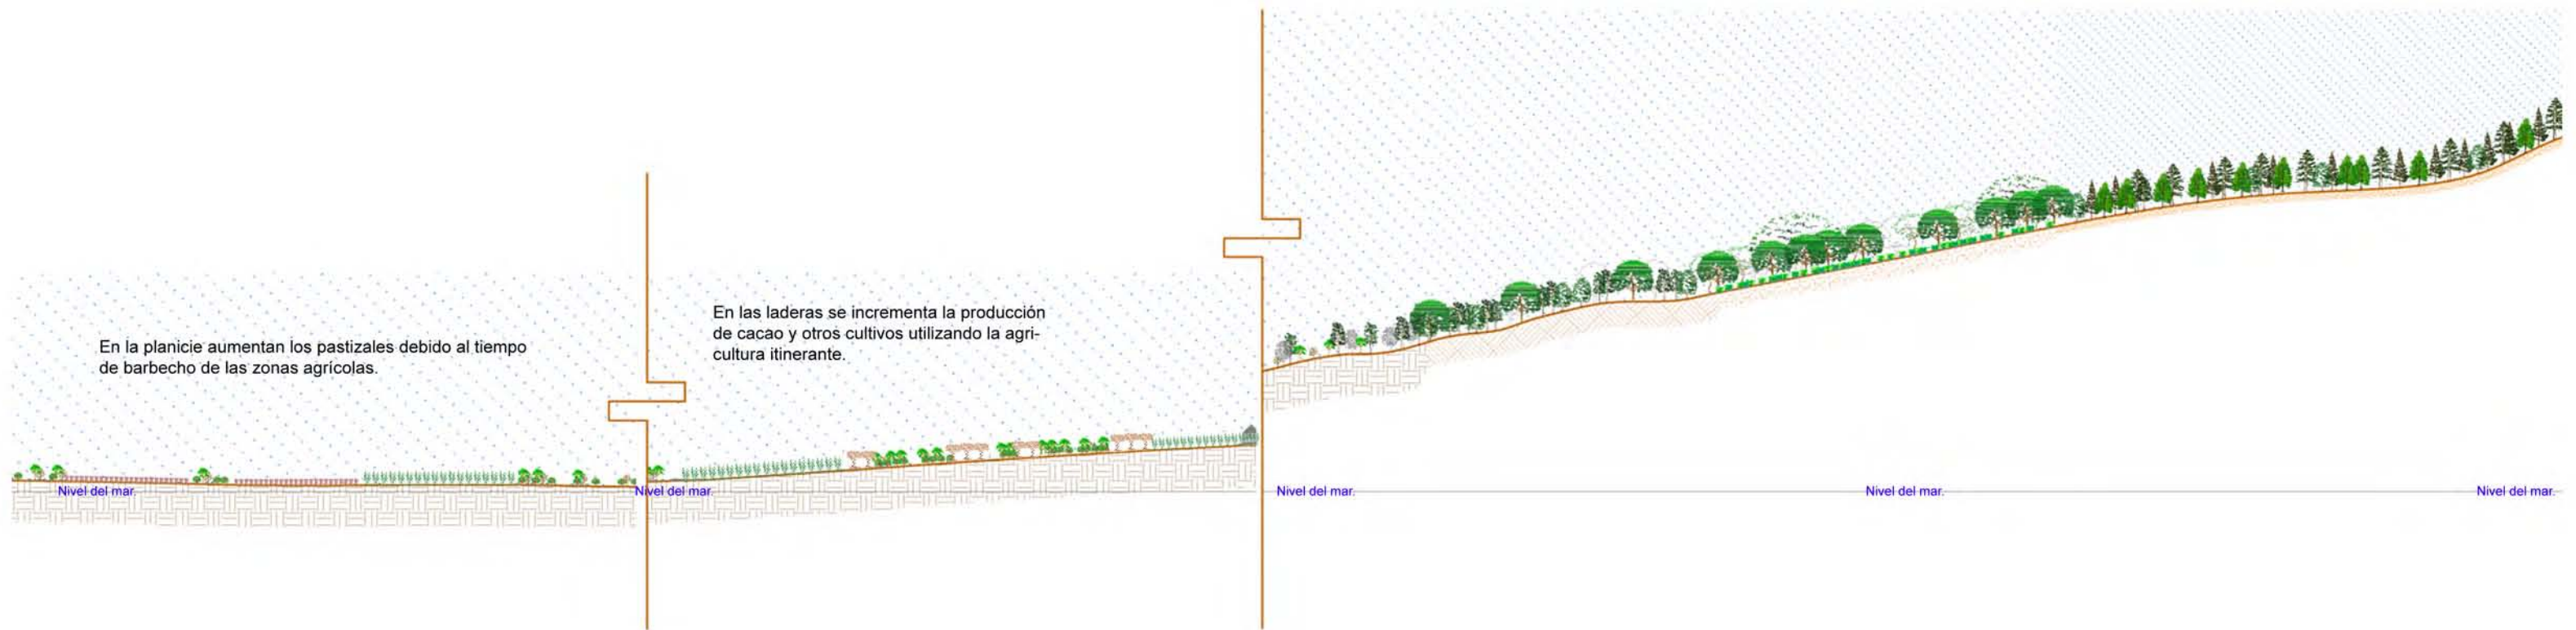 En la planicie aumentan los pastizales debido al tiempo
de barbecho de las zonas agrícolas.
En las laderas se incrementa la producción
de cacao y otros cultivos utilizando la agri-
cultura itinerante.
Nivel del mar.
Nivel del mar.
Nivel del mar.
Nivel del mar.
Nivel del mar.